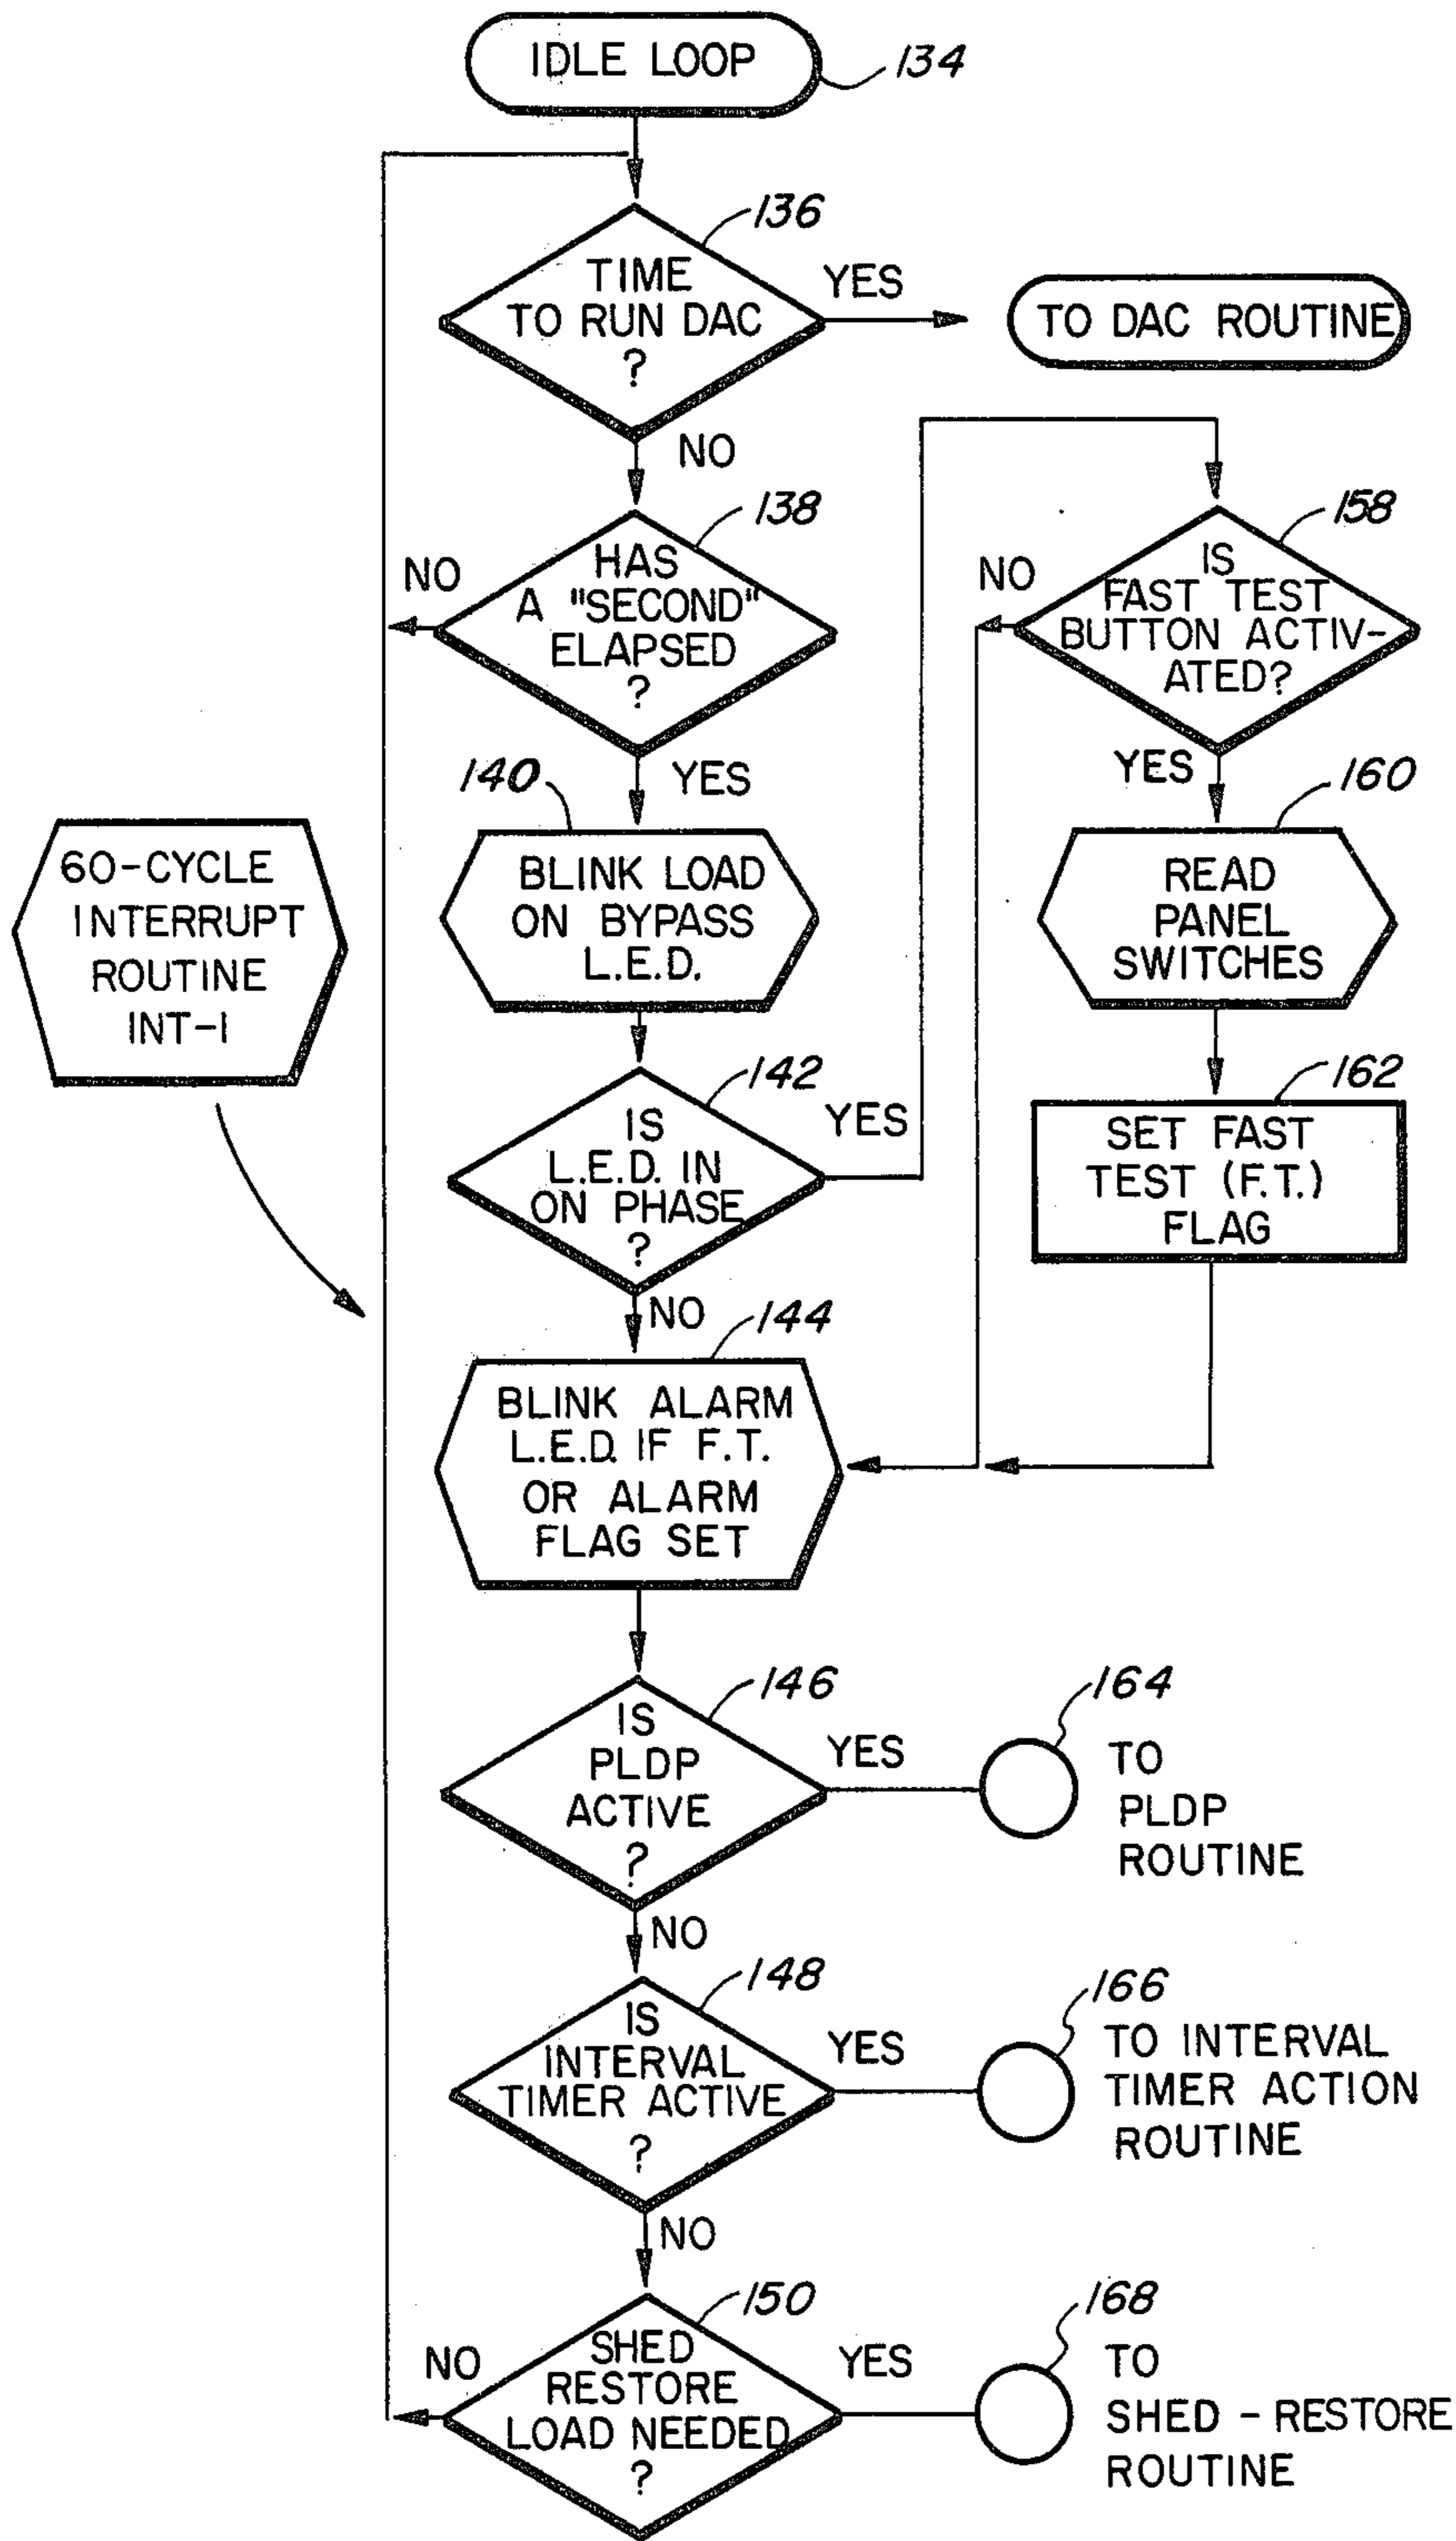 IDLE LOOP
134
136
TIME
TO RUN DAC
?
YES
TO DAC ROUTINE
NO
138
HAS
A "SECOND"
ELAPSED
?
NO
YES
158
IS
FAST TEST
BUTTON ACTIV-
ATED?
NO
YES
140
BLINK LOAD
ON BYPASS
L.E.D.
160
READ
PANEL
SWITCHES
60-CYCLE
INTERRUPT
ROUTINE
INT-1
142
IS
L.E.D. IN
ON PHASE
?
YES
NO
162
SET FAST
TEST (F.T.)
FLAG
144
BLINK ALARM
L.E.D. IF F.T.
OR ALARM
FLAG SET
146
IS
PLDP
ACTIVE
?
YES
164
TO
PLDP
ROUTINE
NO
148
IS
INTERVAL
TIMER ACTIVE
?
YES
166
TO INTERVAL
TIMER ACTION
ROUTINE
NO
150
SHED
RESTORE
LOAD NEEDED
?
NO
YES
168
TO
SHED - RESTORE
ROUTINE